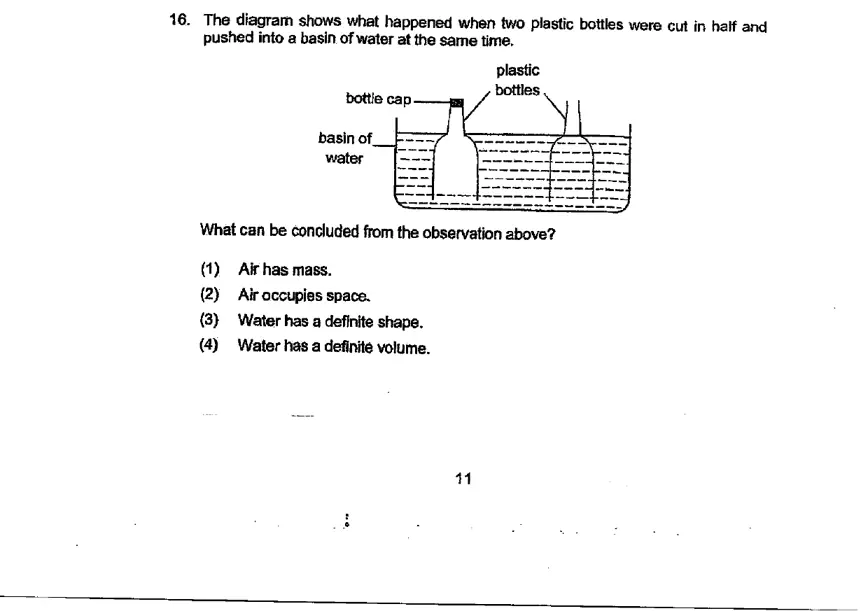 16. The diagram shows what happened when two plastic bottles were cut in half and
pushed into a basin of water at the same time.
plastic
bottles
bottle cap
basin of
water
What can be concluded from the observation above?
(1) Air has mass.
(2) Air occupies space.
(3) Water has a definite shape.
(4) Water has a definite volume.
11